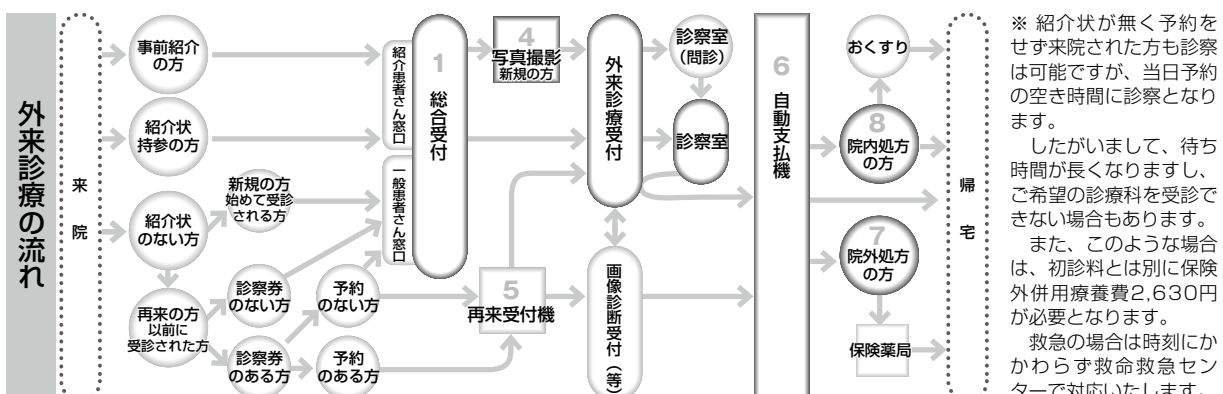 外来診療の流れ
来院
事前紹介
の方
紹介状
持参の方
紹介状
のない方
新規の方
始めて受診
される方
再来の方
以前に
受診された方
診察券
のない方
診察券
のある方
予約
のない方
予約
のある方
紹介患者さん窓口
一般患者さん窓口
1
総合受付
4
写真撮影
新規の方
5
再来受付機
外来診療受付
画像診断受付（等）
診察室
（問診）
診察室
6
自動支払機
おくすり
8
院内処方
の方
7
院外処方
の方
保険薬局
帰宅
※ 紹介状が無く予約を
せず来院された方も診察
は可能ですが、当日予約
の空き時間に診察となり
ます。
したがいまして、待ち
時間が長くなりますし、
ご希望の診療科を受診で
きない場合もあります。
また、このような場合
は、初診料とは別に保険
外併用療養費2,630円
が必要となります。
救急の場合は時刻にか
かわらず救命救急セン
ターで対応いたします。